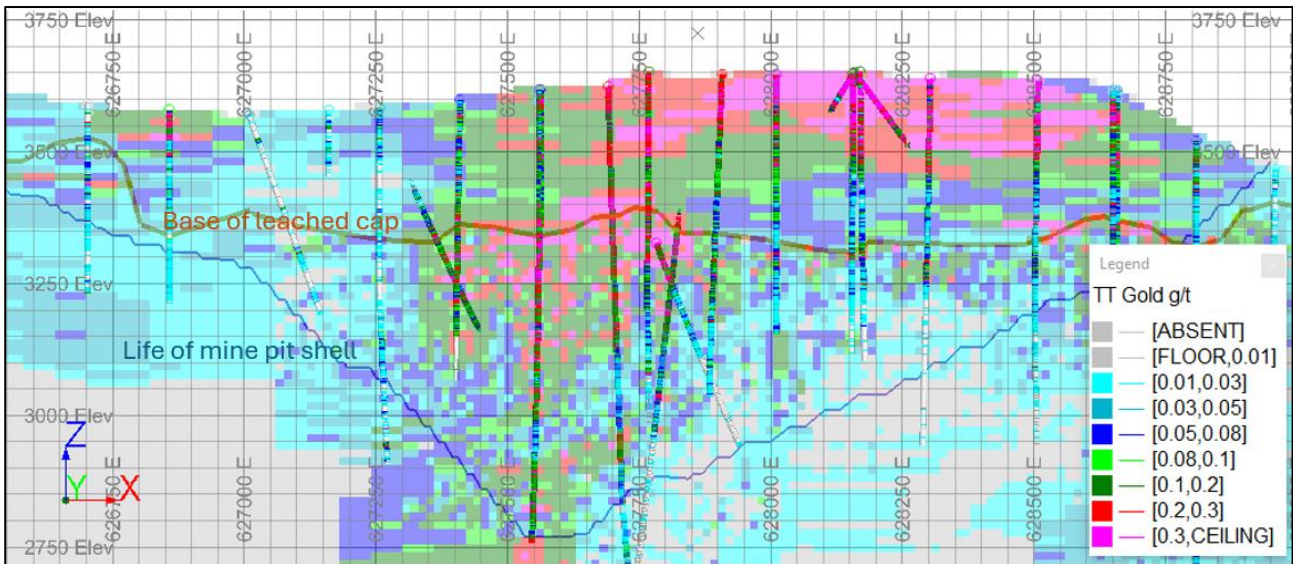 3750 Elev
3750 Elev
626750 E
627000 E
627250 E
627500 E
627750 E
628000 E
628250 E
628500 E
628750 E
3500 Elev
3500 Elev
Base of leached cap
3250 Elev
Life of mine pit shell
3000 Elev
Z
Y
X
626750 E
627000 E
627250 E
627500 E
627750 E
628000 E
628250 E
628500 E
2750 Elev
Legend
TT Gold g/t
[ABSENT]
[FLOOR,0.01]
[0.01,0.03]
[0.03,0.05]
[0.05,0.08]
[0.08,0.1]
[0.1,0.2]
[0.2,0.3]
[0.3,CEILING]